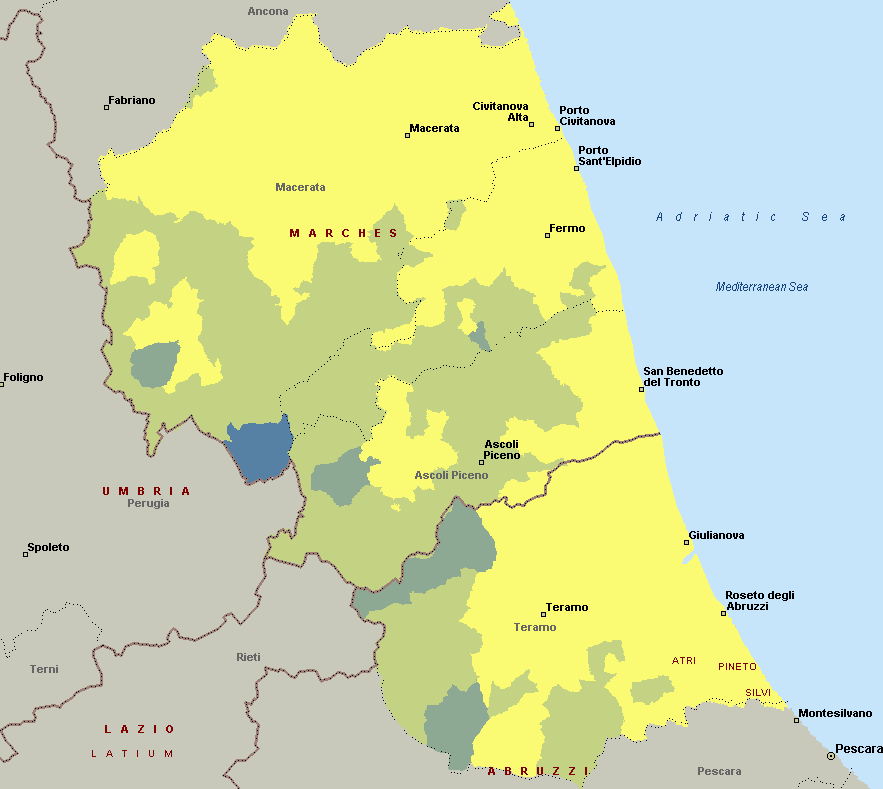 Ancona
Fabriano
Civitanova
Alta
Porto
Civitanova
Macerata
Porto
Sant'Elpidio
Macerata
Adriatic Sea
MARCHES
Fermo
Mediterranean Sea
Foligno
San Benedetto
del Tronto
Ascoli
Piceno
Ascoli Piceno
UMBRIA
Perugia
Spoleto
Giulianova
Roseto degli
Abruzzi
Teramo
Teramo
Rieti
Terni
ATRI
PINETO
SILVI
Montesilvano
LAZIO
LATIUM
Pescara
ABRUZZI
Pescara